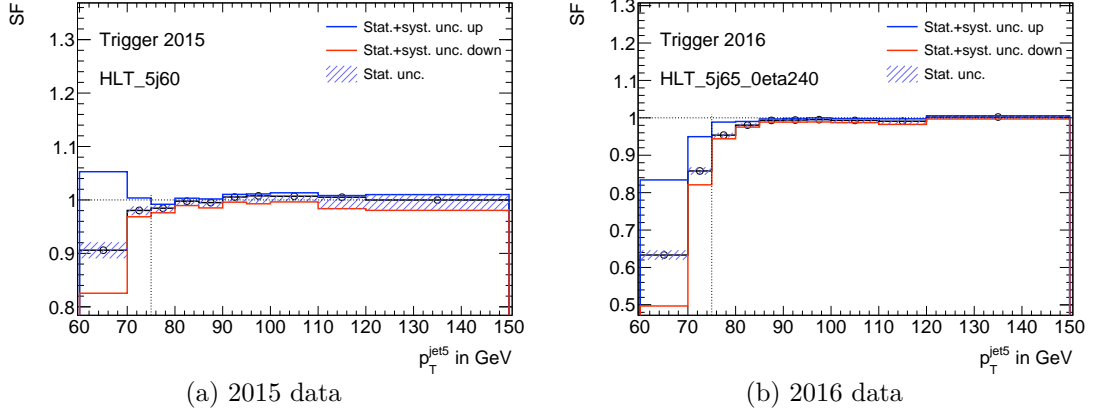 SF
1.3
1.2
1.1
1
0.9
0.8
Trigger 2015
HLT_5j60
Stat.+syst. unc. up
Stat.+syst. unc. down
Stat. unc.
60 70 80 90 100 110 120 130 140 150
p_T^jet5 in GeV
(a) 2015 data
SF
1.3
1.2
1.1
1
0.9
0.8
0.7
0.6
0.5
Trigger 2016
HLT_5j65_0eta240
Stat.+syst. unc. up
Stat.+syst. unc. down
Stat. unc.
60 70 80 90 100 110 120 130 140 150
p_T^jet5 in GeV
(b) 2016 data